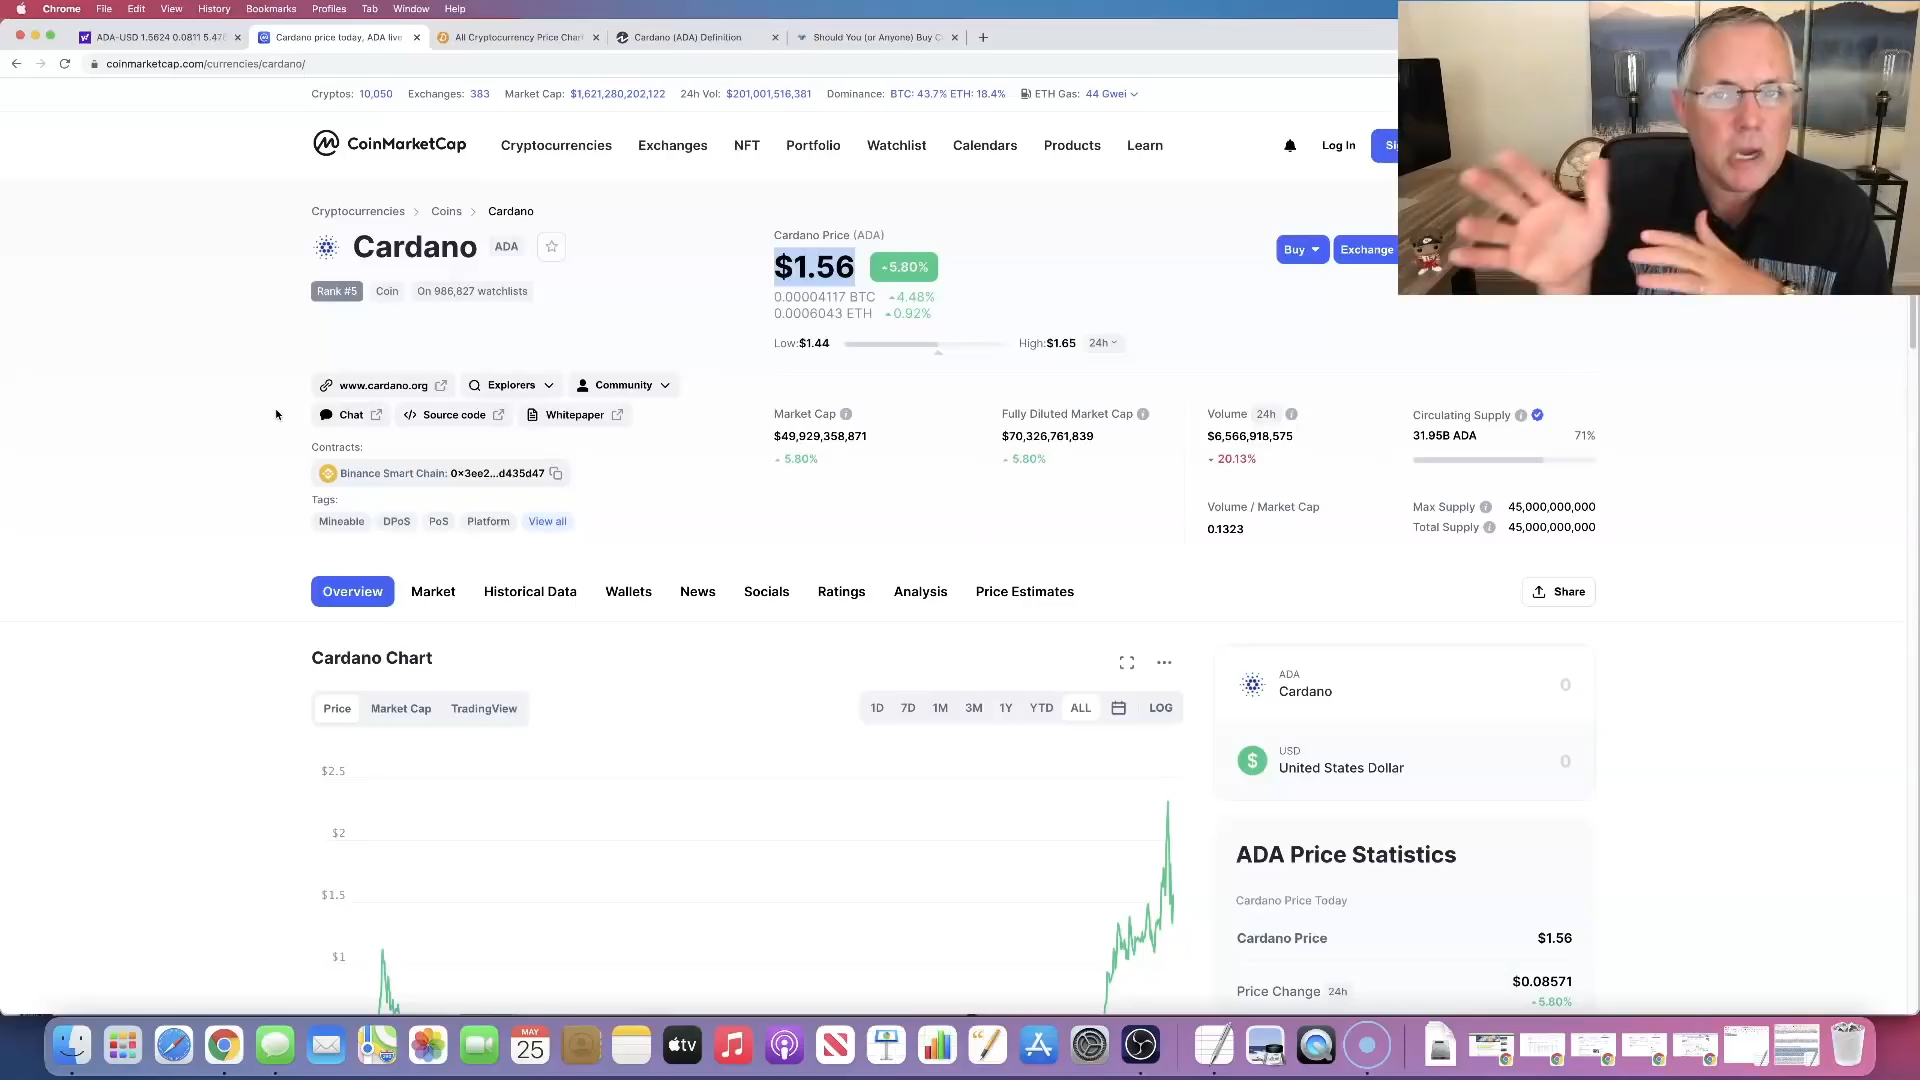 Chrome File Edit View History Bookmarks Profiles Tab Window Help
ADA-USD 1.5624 0.0811 5.47
Cardano price today, ADA live
All Cryptocurrency Price Char
Cardano (ADA) Definition
Should You (or Anyone) Buy C
coinmarketcap.com/currencies/cardano/
Cryptos: 10,050 Exchanges: 383 Market Cap: $1,621,280,202,122 24h Vol: $201,001,516,381 Dominance: BTC: 43.7% ETH: 18.4% ETH Gas: 44 Gwei
CoinMarketCap Cryptocurrencies Exchanges NFT Portfolio Watchlist Calendars Products Learn Log In Si
Cryptocurrencies > Coins > Cardano
Cardano ADA
Rank #5 Coin On 986,827 watchlists
Cardano Price (ADA)
$1.56 5.80%
0.00004117 BTC 4.48%
0.0006043 ETH 0.92%
Low:$1.44 High:$1.65 24h
Buy Exchange
www.cardano.org Explorers Community
Chat Source code Whitepaper
Contracts:
Binance Smart Chain: 0x3ee2...d435d47
Tags:
Mineable DPoS PoS Platform View all
Market Cap
$49,929,358,871
5.80%
Fully Diluted Market Cap
$70,326,761,839
5.80%
Volume 24h
$6,566,918,575
20.13%
Volume / Market Cap
0.1323
Circulating Supply
31.95B ADA 71%
Max Supply 45,000,000,000
Total Supply 45,000,000,000
Overview Market Historical Data Wallets News Socials Ratings Analysis Price Estimates Share
Cardano Chart
Price Market Cap TradingView
1D 7D 1M 3M 1Y YTD ALL LOG
$2.5
$2
$1.5
$1
ADA
Cardano 0
USD
United States Dollar 0
ADA Price Statistics
Cardano Price Today
Cardano Price $1.56
Price Change 24h $0.08571
5.80%
MAY
25
tv